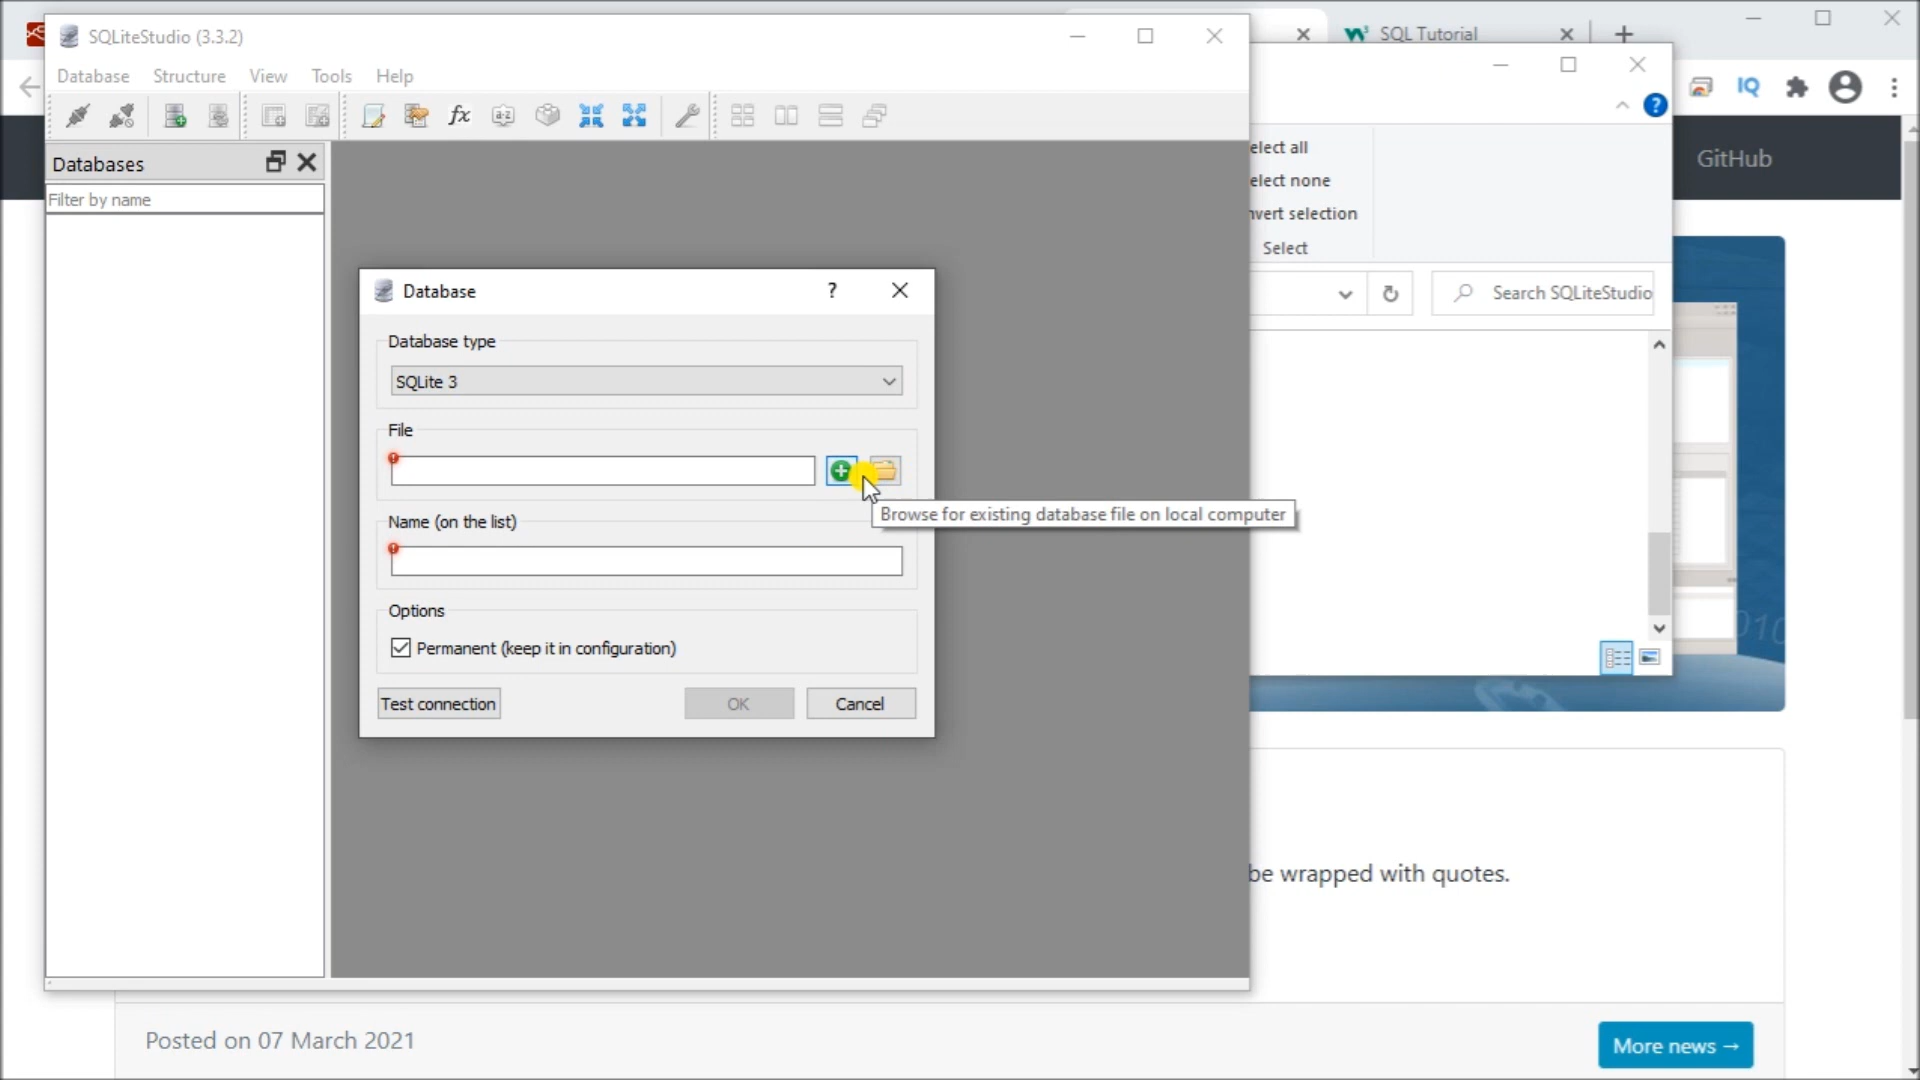 SQLiteStudio (3.3.2)
SQL Tutorial
Database Structure View Tools Help
Databases
Filter by name
elect all
elect none
nvert selection
Select
GitHub
Search SQLiteStudio
Database
?
Database type
SQLite 3
File
Browse for existing database file on local computer
Name (on the list)
Options
Permanent (keep it in configuration)
Test connection
OK
Cancel
be wrapped with quotes.
Posted on 07 March 2021
More news →